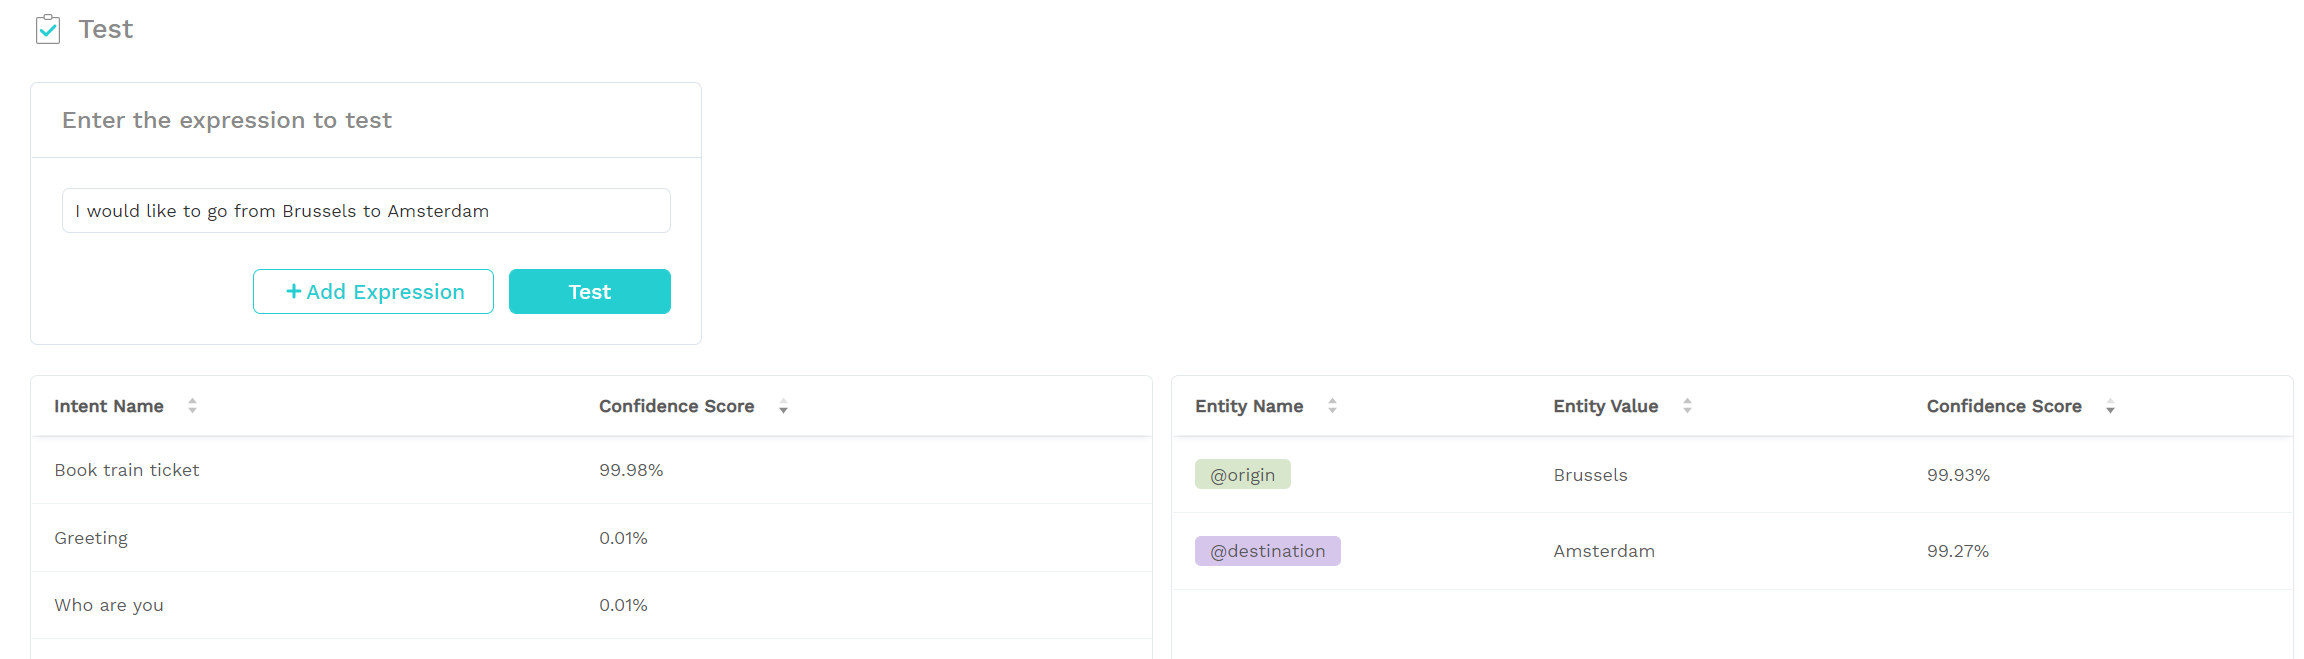 Test
Enter the expression to test
I would like to go from Brussels to Amsterdam
+ Add Expression Test
Intent Name Confidence Score
Book train ticket 99.98%
Greeting 0.01%
Who are you 0.01%
Entity Name Entity Value Confidence Score
@origin Brussels 99.93%
@destination Amsterdam 99.27%